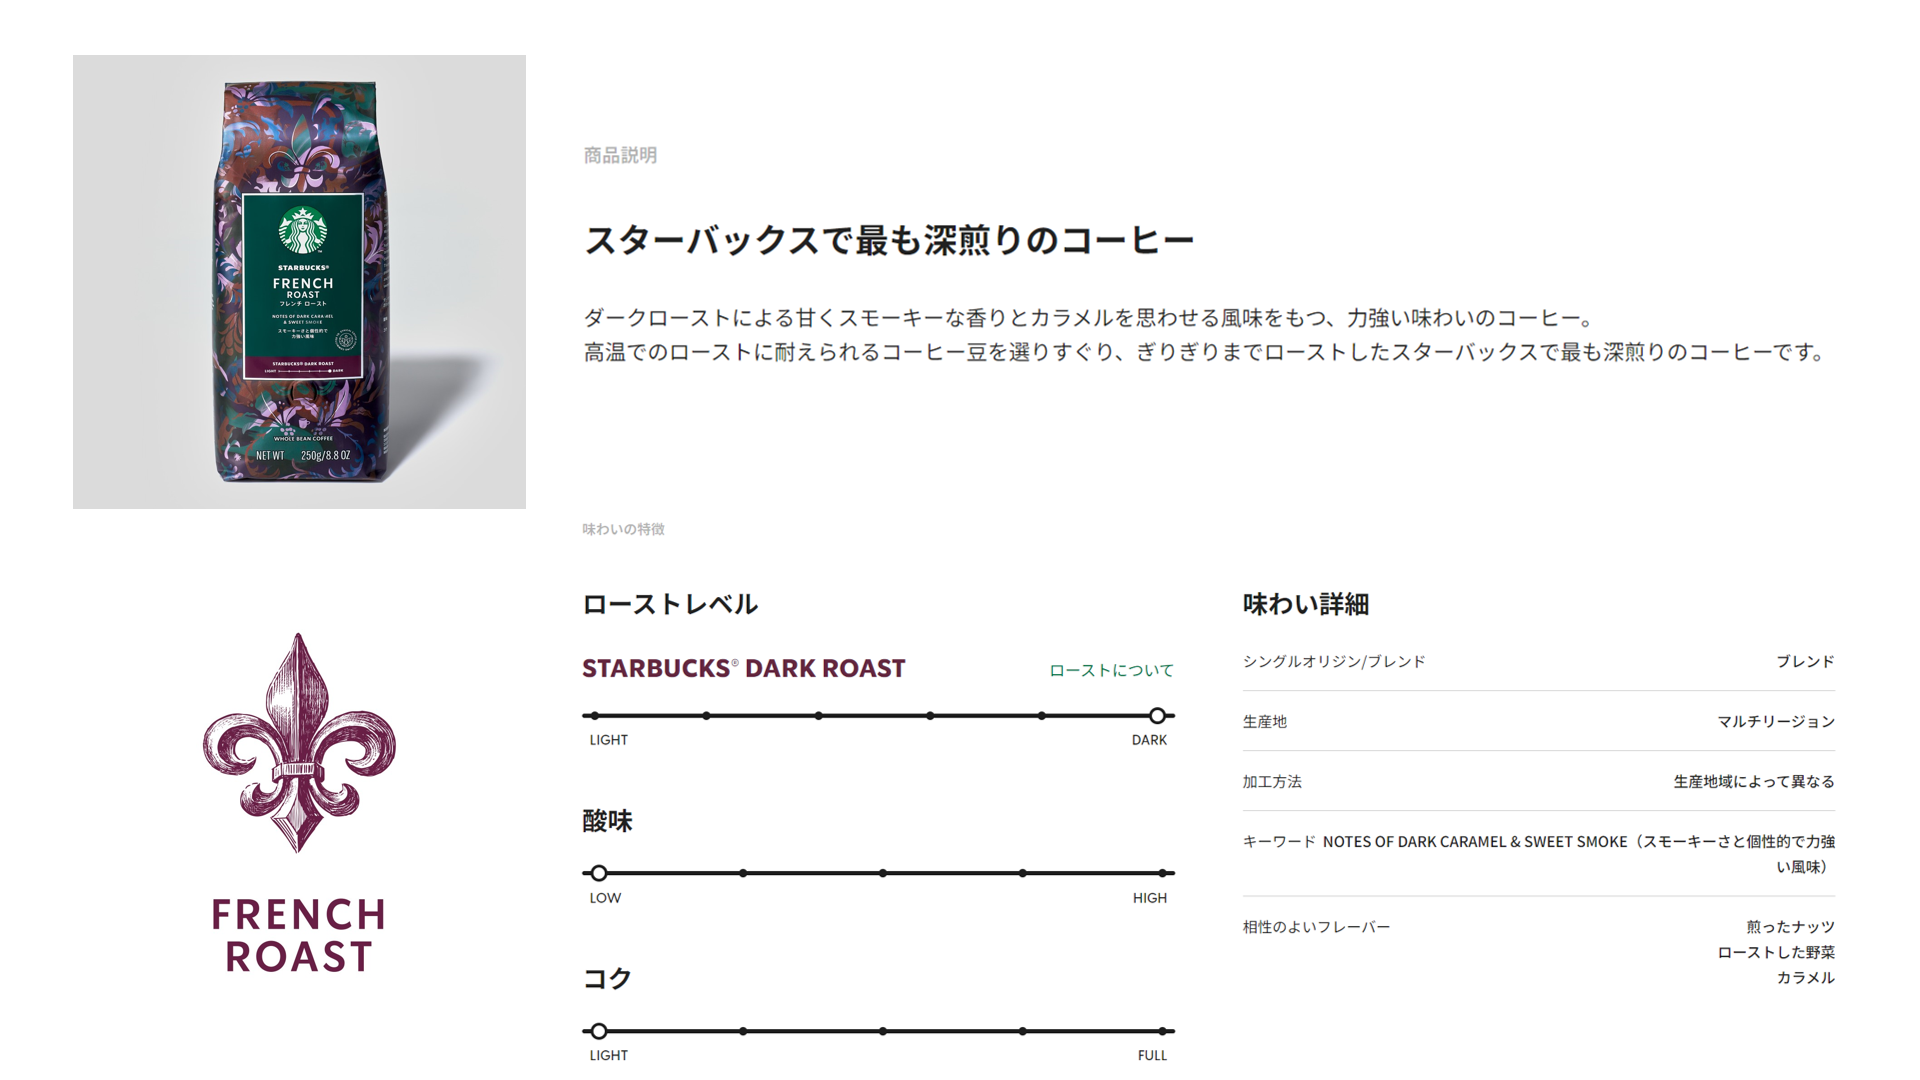 STARBUCKS®
FRENCH
ROAST
フレンチ ロースト
NOTES OF DARK CARAMEL
& SWEET SMOKE
スモーキーさと個性的で
力強い風味
STARBUCKS® DARK ROAST
LIGHT DARK
WHOLE BEAN COFFEE
NET WT 250g/8.8 OZ
商品説明
スターバックスで最も深煎りのコーヒー
ダークローストによる甘くスモーキーな香りとカラメルを思わせる風味をもつ、力強い味わいのコーヒー。
高温でのローストに耐えられるコーヒー豆を選りすぐり、ぎりぎりまでローストしたスターバックスで最も深煎りのコーヒーです。
FRENCH
ROAST
味わいの特徴
ローストレベル
STARBUCKS® DARK ROAST
ローストについて
LIGHT DARK
酸味
LOW HIGH
コク
LIGHT FULL
味わい詳細
シングルオリジン/ブレンド ブレンド
生産地 マルチリージョン
加工方法 生産地域によって異なる
キーワード NOTES OF DARK CARAMEL & SWEET SMOKE（スモーキーさと個性的で力強
い風味）
相性のよいフレーバー 煎ったナッツ
ローストした野菜
カラメル